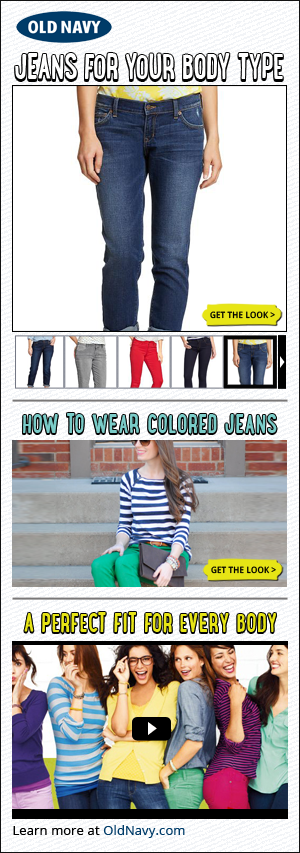 OLD NAVY
JEANS FOR YOUR BODY TYPE
GET THE LOOK >
HOW TO WEAR COLORED JEANS
GET THE LOOK >
A PERFECT FIT FOR EVERY BODY
Learn more at OldNavy.com